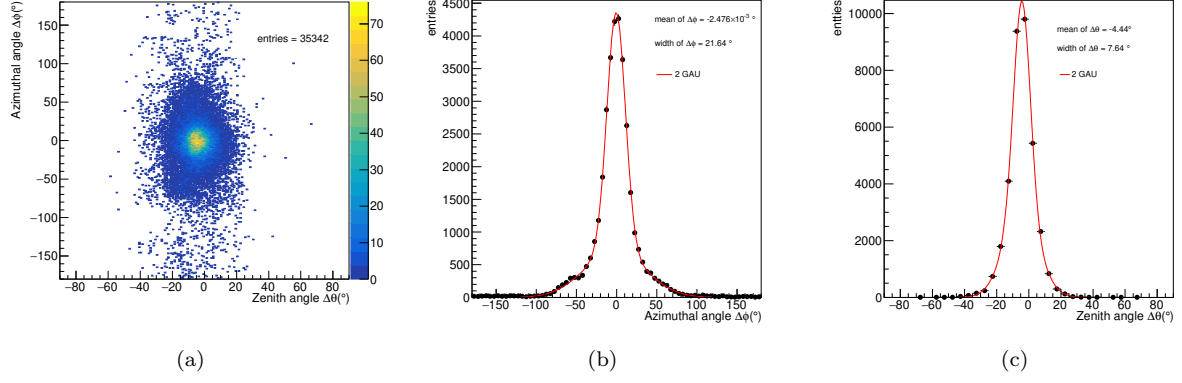 Azimuthal angle Δϕ(°)
150
100
50
0
−50
−100
−150
entries = 35342
−80 −60 −40 −20 0 20 40 60 80
Zenith angle Δθ(°)
70
60
50
40
30
20
10
0
(a)
entries
4500
4000
3500
3000
2500
2000
1500
1000
500
0
mean of Δϕ = -2.476×10⁻³ °
width of Δϕ = 21.64 °
2 GAU
−150 −100 −50 0 50 100 150
Azimuthal angle Δϕ(°)
(b)
entties
10000
8000
6000
4000
2000
0
mean of Δθ = -4.44°
width of Δθ = 7.64 °
2 GAU
−80 −60 −40 −20 0 20 40 60 80
Zenith angle Δθ(°)
(c)